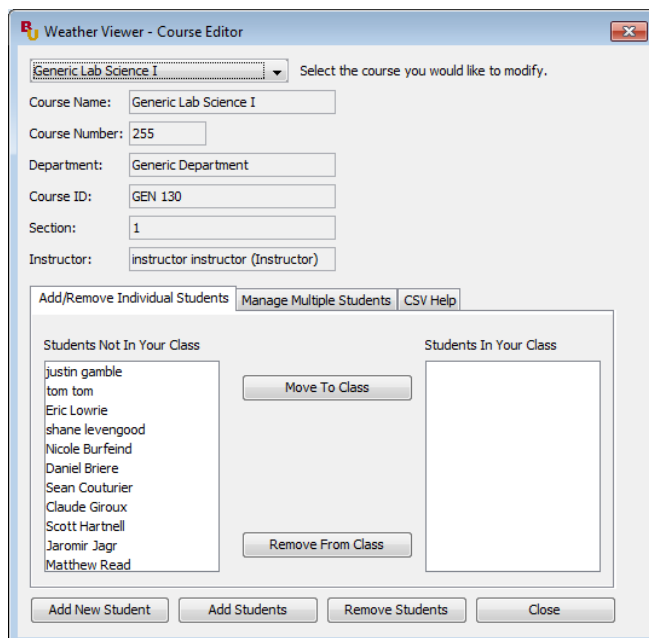 BU Weather Viewer - Course Editor
Generic Lab Science I Select the course you would like to modify.
Course Name: Generic Lab Science I
Course Number: 255
Department: Generic Department
Course ID: GEN 130
Section: 1
Instructor: instructor instructor (Instructor)
Add/Remove Individual Students Manage Multiple Students CSV Help
Students Not In Your Class Students In Your Class
justin gamble
tom tom
Eric Lowrie
shane levengood
Nicole Burfeind
Daniel Briere
Sean Couturier
Claude Giroux
Scott Hartnell
Jaromir Jagr
Matthew Read
Move To Class
Remove From Class
Add New Student Add Students Remove Students Close